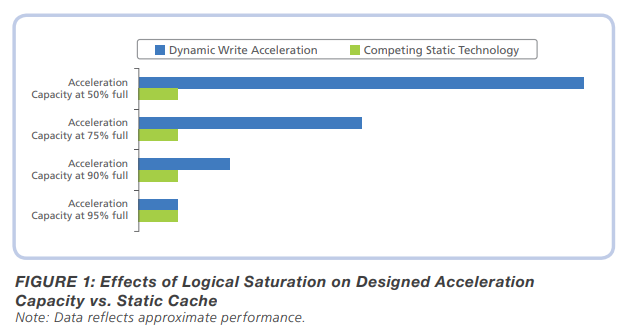 Dynamic Write Acceleration
Competing Static Technology
Acceleration
Capacity at 50% full
Acceleration
Capacity at 75% full
Acceleration
Capacity at 90% full
Acceleration
Capacity at 95% full
FIGURE 1: Effects of Logical Saturation on Designed Acceleration
Capacity vs. Static Cache
Note: Data reflects approximate performance.